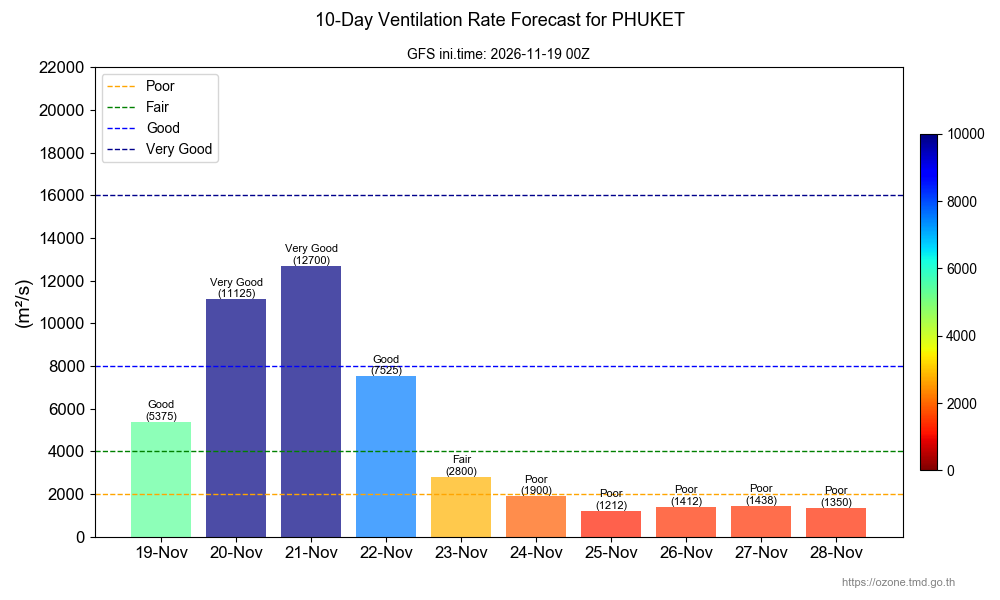 10-Day Ventilation Rate Forecast for PHUKET
GFS ini.time: 2026-11-19 00Z
22000
20000
18000
16000
14000
12000
10000
8000
6000
4000
2000
0
(m²/s)
Poor
Fair
Good
Very Good
Good
(5375)
Very Good
(11125)
Very Good
(12700)
Good
(7525)
Fair
(2800)
Poor
(1900)
Poor
(1212)
Poor
(1412)
Poor
(1438)
Poor
(1350)
19-Nov 20-Nov 21-Nov 22-Nov 23-Nov 24-Nov 25-Nov 26-Nov 27-Nov 28-Nov
10000
8000
6000
4000
2000
0
https://ozone.tmd.go.th